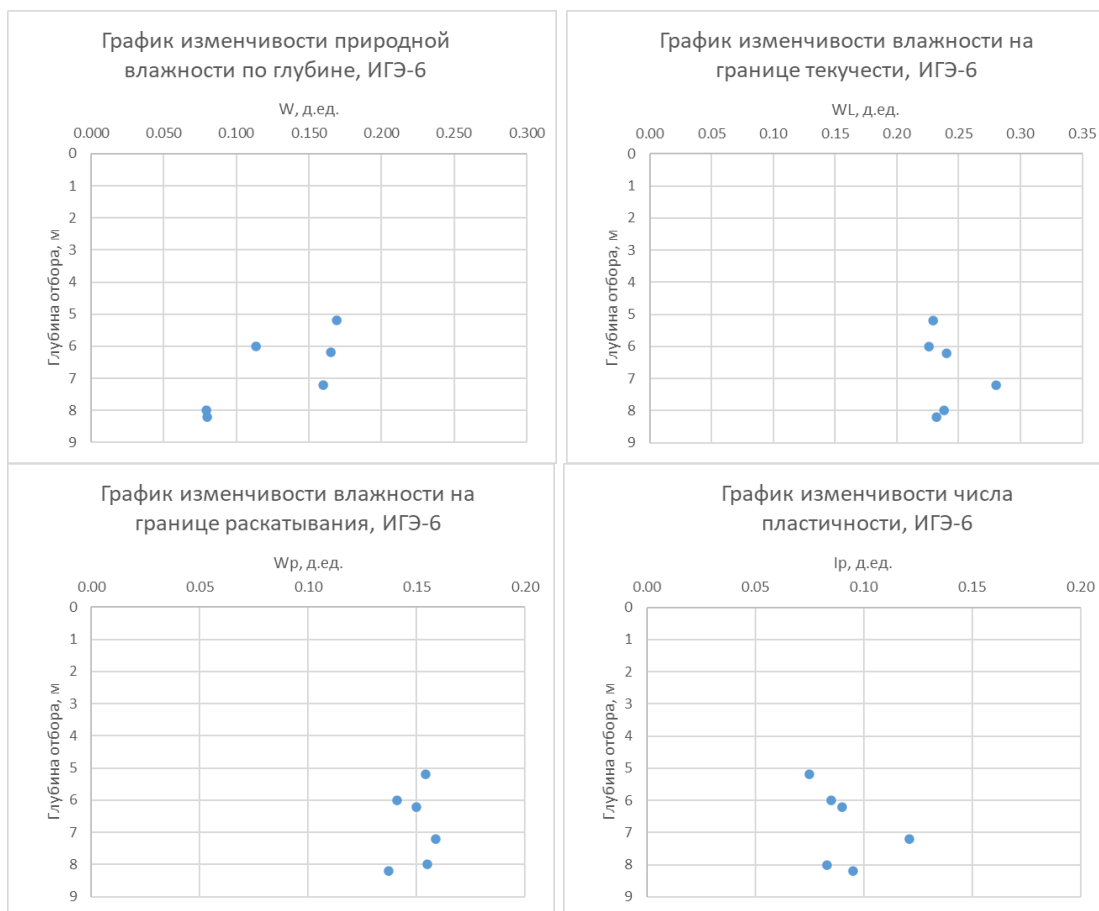 График изменчивости природной
влажности по глубине, ИГЭ-6
W, д.ед.
0.000 0.050 0.100 0.150 0.200 0.250 0.300
Глубина отбора, м
0
1
2
3
4
5
6
7
8
9
График изменчивости влажности на
границе текучести, ИГЭ-6
WL, д.ед.
0.00 0.05 0.10 0.15 0.20 0.25 0.30 0.35
Глубина отбора, м
0
1
2
3
4
5
6
7
8
9
График изменчивости влажности на
границе раскатывания, ИГЭ-6
Wp, д.ед.
0.00 0.05 0.10 0.15 0.20
Глубина отбора, м
0
1
2
3
4
5
6
7
8
9
График изменчивости числа
пластичности, ИГЭ-6
Ip, д.ед.
0.00 0.05 0.10 0.15 0.20
Глубина отбора, м
0
1
2
3
4
5
6
7
8
9